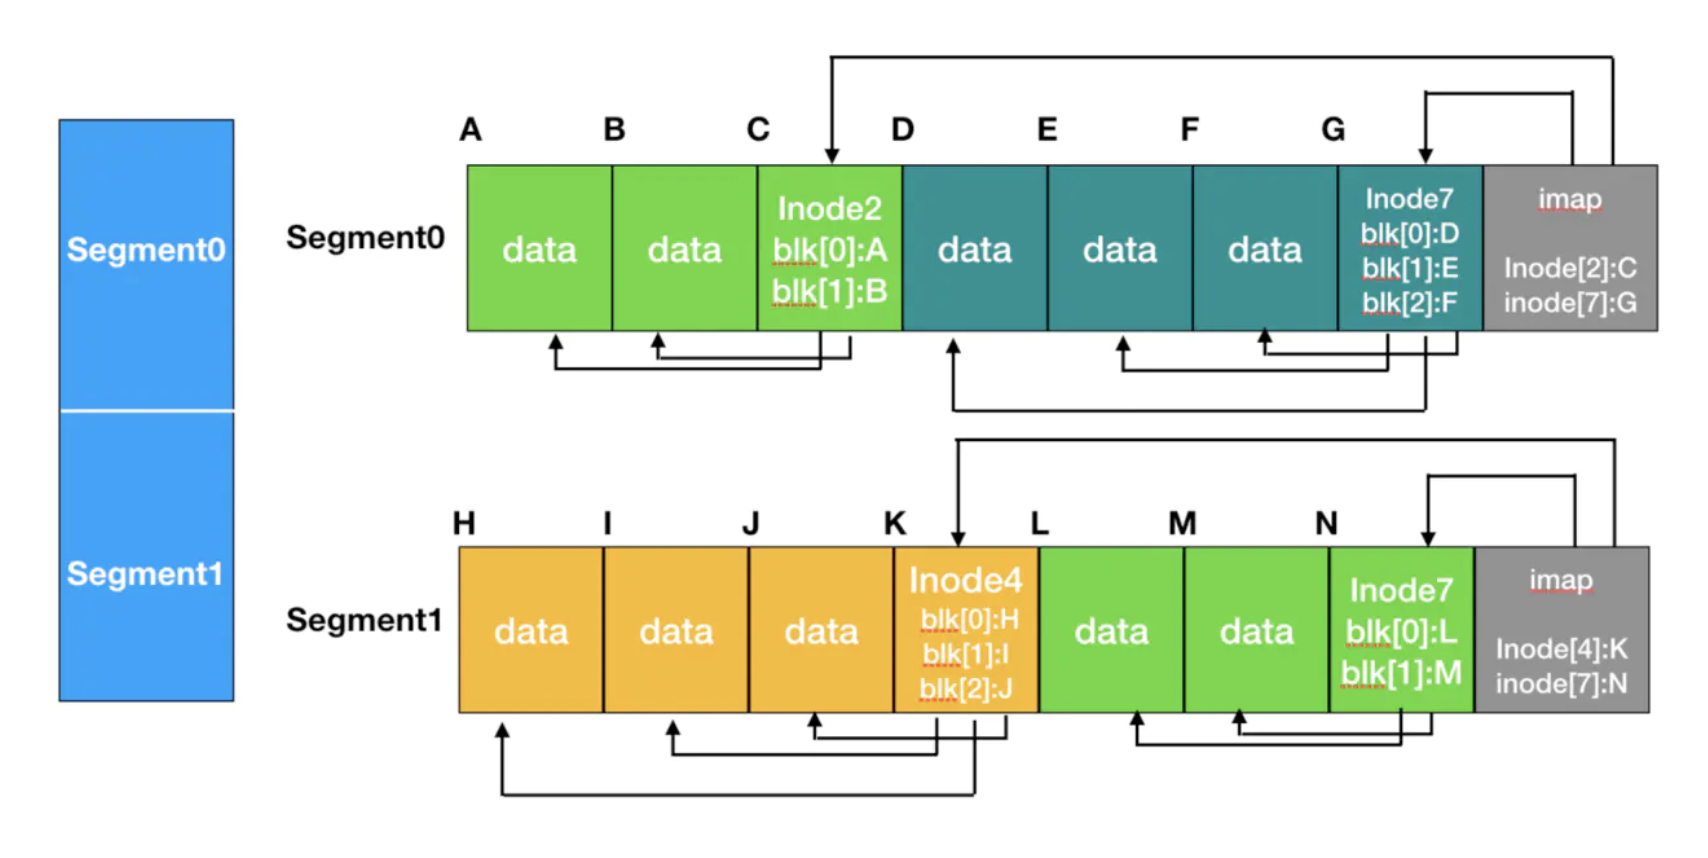 Segment0
Segment1
A B C D E F G
Segment0
data
data
Inode2
blk[0]:A
blk[1]:B
data
data
data
Inode7
blk[0]:D
blk[1]:E
blk[2]:F
imap
Inode[2]:C
inode[7]:G
H I J K L M N
Segment1
data
data
data
Inode4
blk[0]:H
blk[1]:I
blk[2]:J
data
data
Inode7
blk[0]:L
blk[1]:M
imap
Inode[4]:K
inode[7]:N